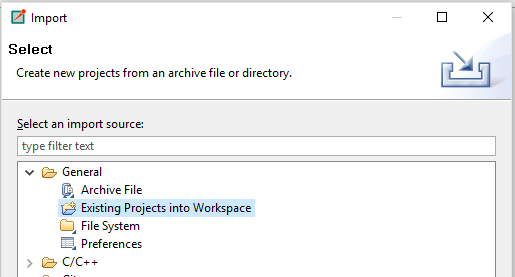 Import
Select
Create new projects from an archive file or directory.
Select an import source:
type filter text
General
Archive File
Existing Projects into Workspace
File System
Preferences
C/C++